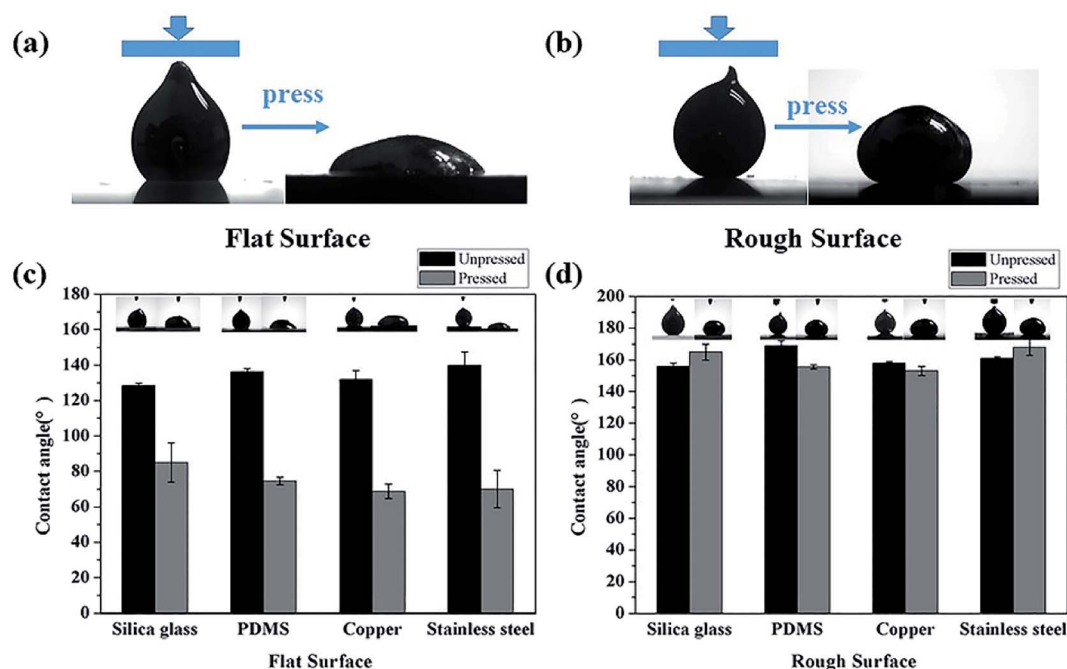 (a)
press
Flat Surface
(b)
press
Rough Surface
(c)
Unpressed
Pressed
180
160
140
120
100
80
60
40
20
0
Contact angle(° )
Silica glass PDMS Copper Stainless steel
Flat Surface
(d)
Unpressed
Pressed
200
180
160
140
120
100
80
60
40
20
0
Contact angle(° )
Silica glass PDMS Copper Stainless steel
Rough Surface